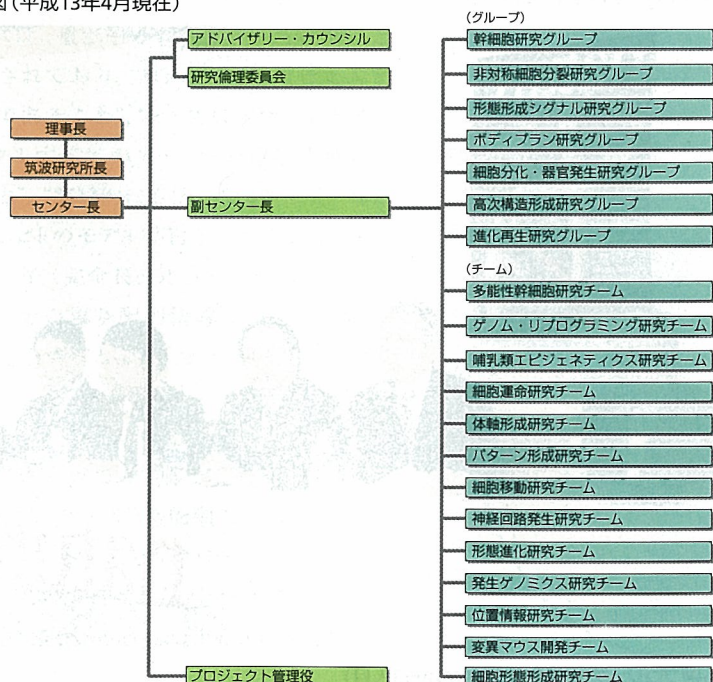 図(平成13年4月現在)
理事長
筑波研究所長
センター長
アドバイザリー・カウンシル
研究倫理委員会
副センター長
プロジェクト管理役
(グループ)
幹細胞研究グループ
非対称細胞分裂研究グループ
形態形成シグナル研究グループ
ボディプラン研究グループ
細胞分化・器官発生研究グループ
高次構造形成研究グループ
進化再生研究グループ
(チーム)
多能性幹細胞研究チーム
ゲノム・リプログラミング研究チーム
哺乳類エピジェネティクス研究チーム
細胞運命研究チーム
体軸形成研究チーム
パターン形成研究チーム
細胞移動研究チーム
神経回路発生研究チーム
形態進化研究チーム
発生ゲノミクス研究チーム
位置情報研究チーム
変異マウス開発チーム
細胞形態形成研究チーム